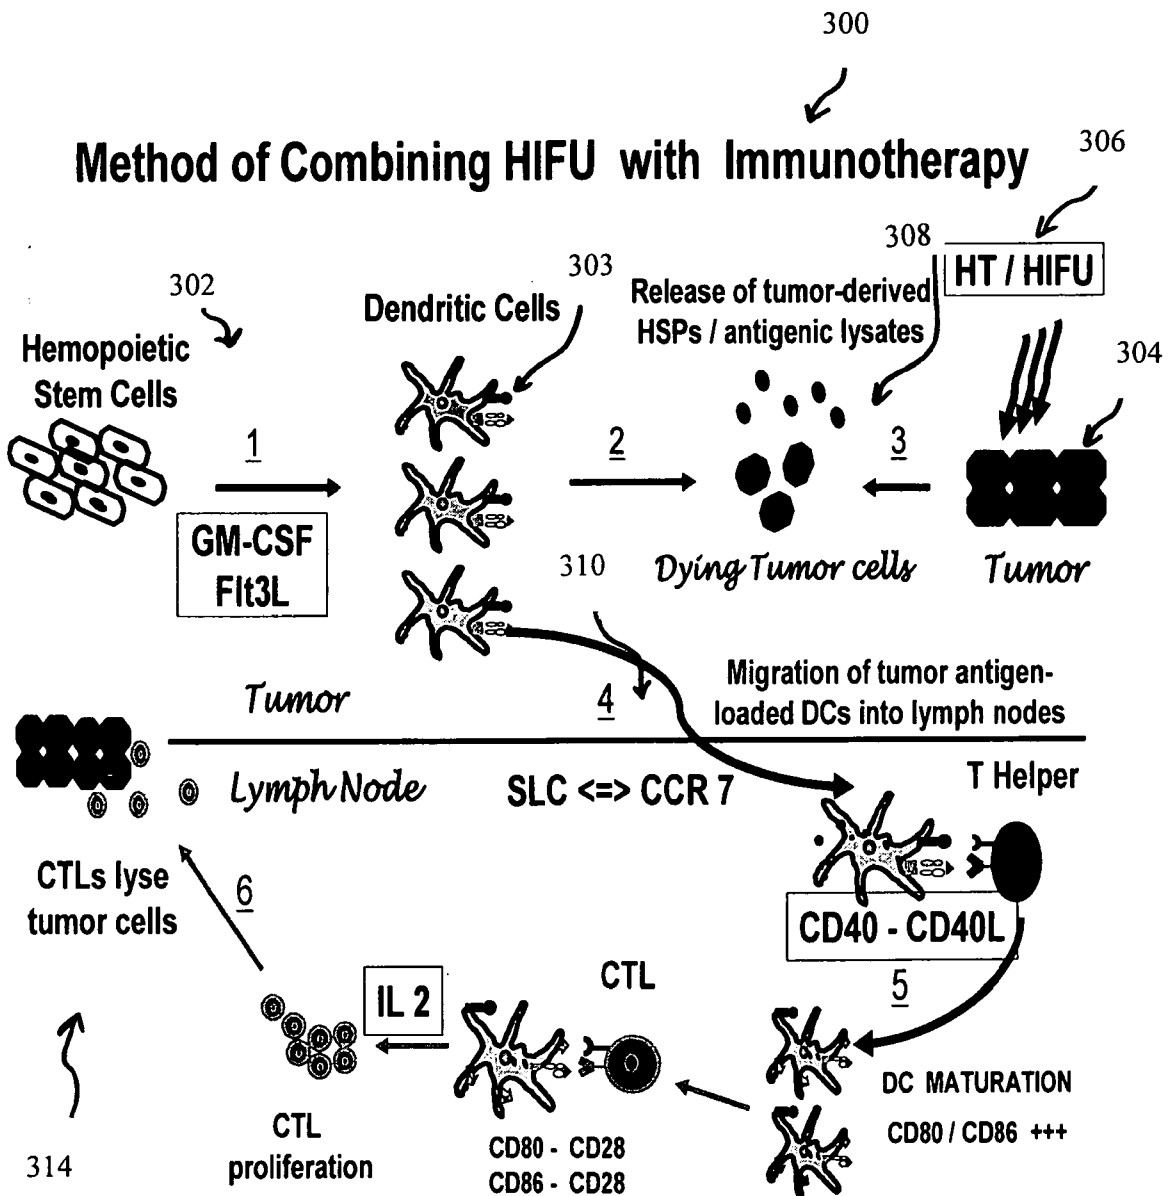 300
Method of Combining HIFU with Immunotherapy
306
308
HT / HIFU
302
303
Dendritic Cells
Release of tumor-derived
HSPs / antigenic lysates
304
Hemopoietic
Stem Cells
1
2
3
GM-CSF
Flt3L
310
Dying Tumor cells
Tumor
Tumor
4
Migration of tumor antigen-
loaded DCs into lymph nodes
Lymph Node
SLC <=> CCR 7
T Helper
CTLs lyse
tumor cells
6
CD40 - CD40L
5
IL 2
CTL
DC MATURATION
CD80 / CD86 +++
CTL
proliferation
CD80 - CD28
CD86 - CD28
314